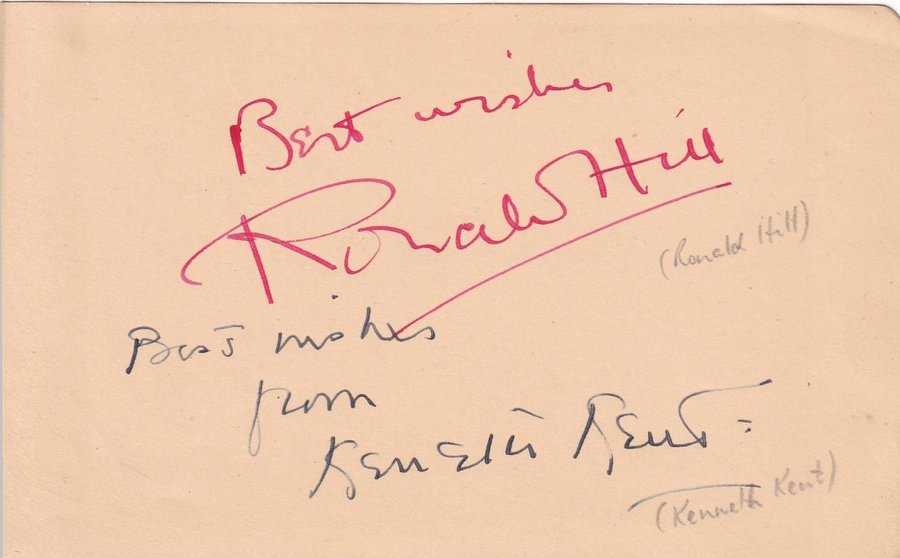 Best wishes
Ronald Hill
(Ronald Hill)
Best wishes
from
Kenneth Kent
(Kenneth Kent)